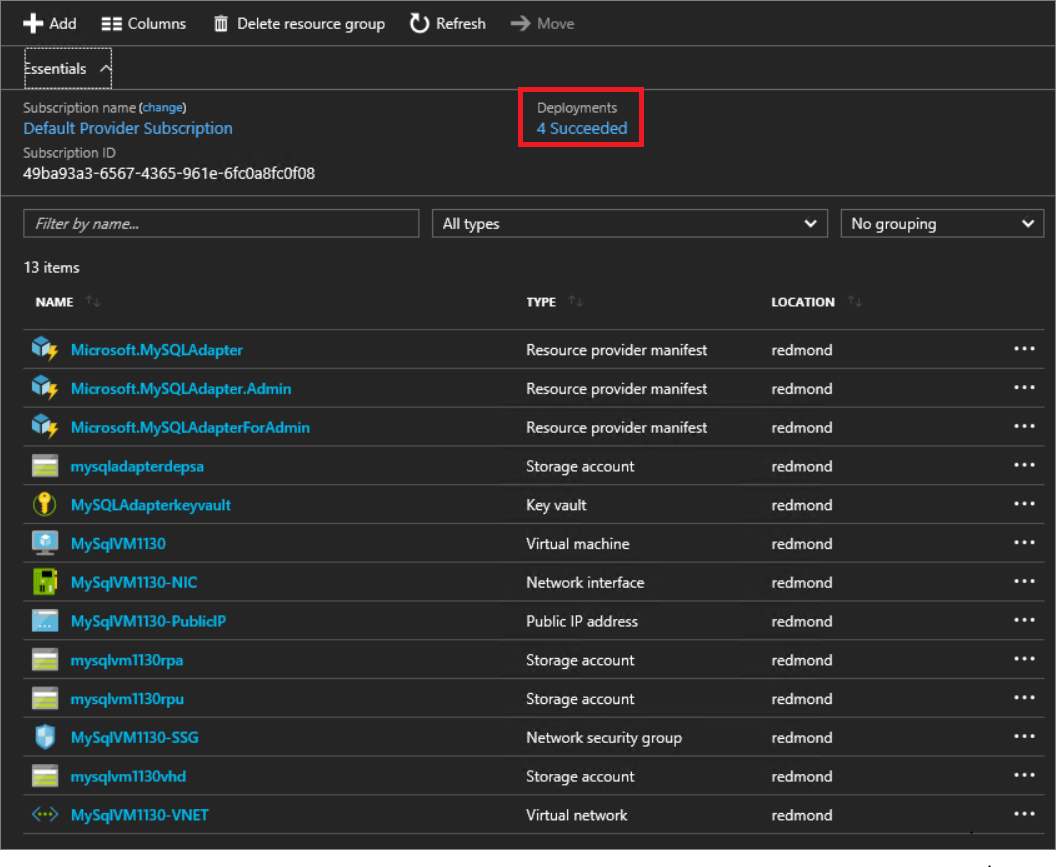 Add Columns Delete resource group Refresh Move
Essentials
Subscription name (change) Deployments
Default Provider Subscription 4 Succeeded
Subscription ID
49ba93a3-6567-4365-961e-6fc0a8fc0f08
Filter by name... All types No grouping
13 items
NAME TYPE LOCATION
Microsoft.MySQLAdapter Resource provider manifest redmond
Microsoft.MySQLAdapter.Admin Resource provider manifest redmond
Microsoft.MySQLAdapterForAdmin Resource provider manifest redmond
mysqladapterdepsa Storage account redmond
MySQLAdapterkeyvault Key vault redmond
MySqlVM1130 Virtual machine redmond
MySqlVM1130-NIC Network interface redmond
MySqlVM1130-PublicIP Public IP address redmond
mysqlvm1130rpa Storage account redmond
mysqlvm1130rpu Storage account redmond
MySqlVM1130-SSG Network security group redmond
mysqlvm1130vhd Storage account redmond
MySqlVM1130-VNET Virtual network redmond